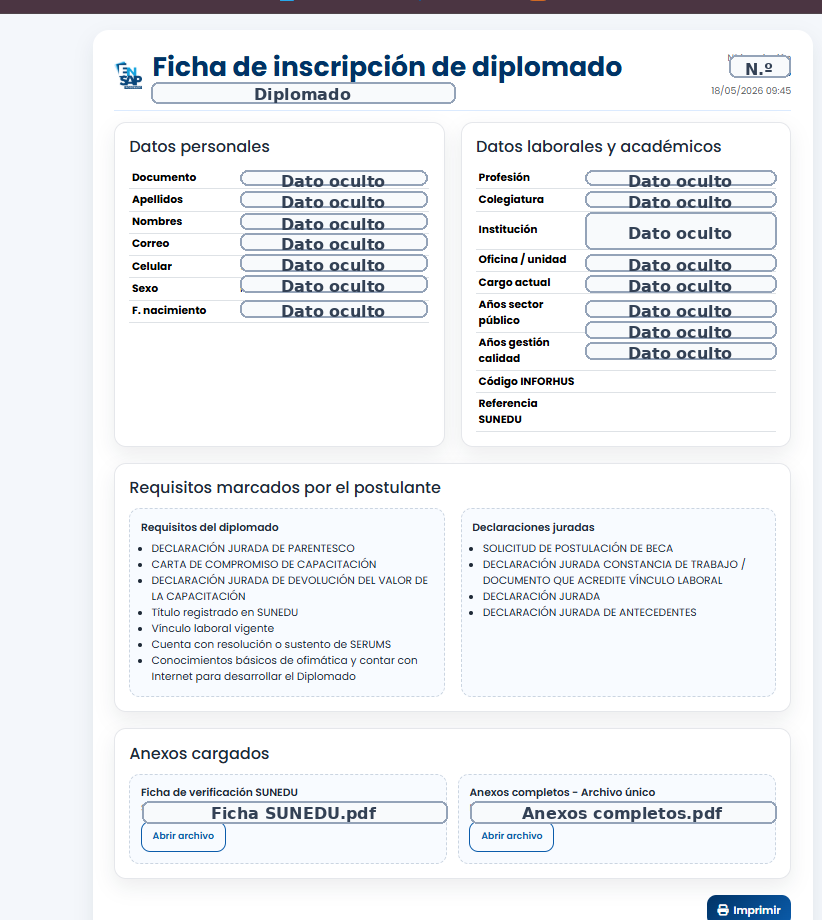 ENSAP
Ficha de inscripción de diplomado
N.º
Diplomado
18/05/2026 09:45
Datos personales
Documento Dato oculto
Apellidos Dato oculto
Nombres Dato oculto
Correo Dato oculto
Celular Dato oculto
Sexo Dato oculto
F. nacimiento Dato oculto
Datos laborales y académicos
Profesión Dato oculto
Colegiatura Dato oculto
Institución Dato oculto
Oficina / unidad Dato oculto
Cargo actual Dato oculto
Años sector Dato oculto
público Dato oculto
Años gestión Dato oculto
calidad
Código INFORHUS
Referencia
SUNEDU
Requisitos marcados por el postulante
Requisitos del diplomado
• DECLARACIÓN JURADA DE PARENTESCO
• CARTA DE COMPROMISO DE CAPACITACIÓN
• DECLARACIÓN JURADA DE DEVOLUCIÓN DEL VALOR DE
LA CAPACITACIÓN
• Título registrado en SUNEDU
• Vínculo laboral vigente
• Cuenta con resolución o sustento de SERUMS
• Conocimientos básicos de ofimática y contar con
Internet para desarrollar el Diplomado
Declaraciones juradas
• SOLICITUD DE POSTULACIÓN DE BECA
• DECLARACIÓN JURADA CONSTANCIA DE TRABAJO /
DOCUMENTO QUE ACREDITE VÍNCULO LABORAL
• DECLARACIÓN JURADA
• DECLARACIÓN JURADA DE ANTECEDENTES
Anexos cargados
Ficha de verificación SUNEDU
Ficha SUNEDU.pdf
Abrir archivo
Anexos completos - Archivo único
Anexos completos.pdf
Abrir archivo
Imprimir